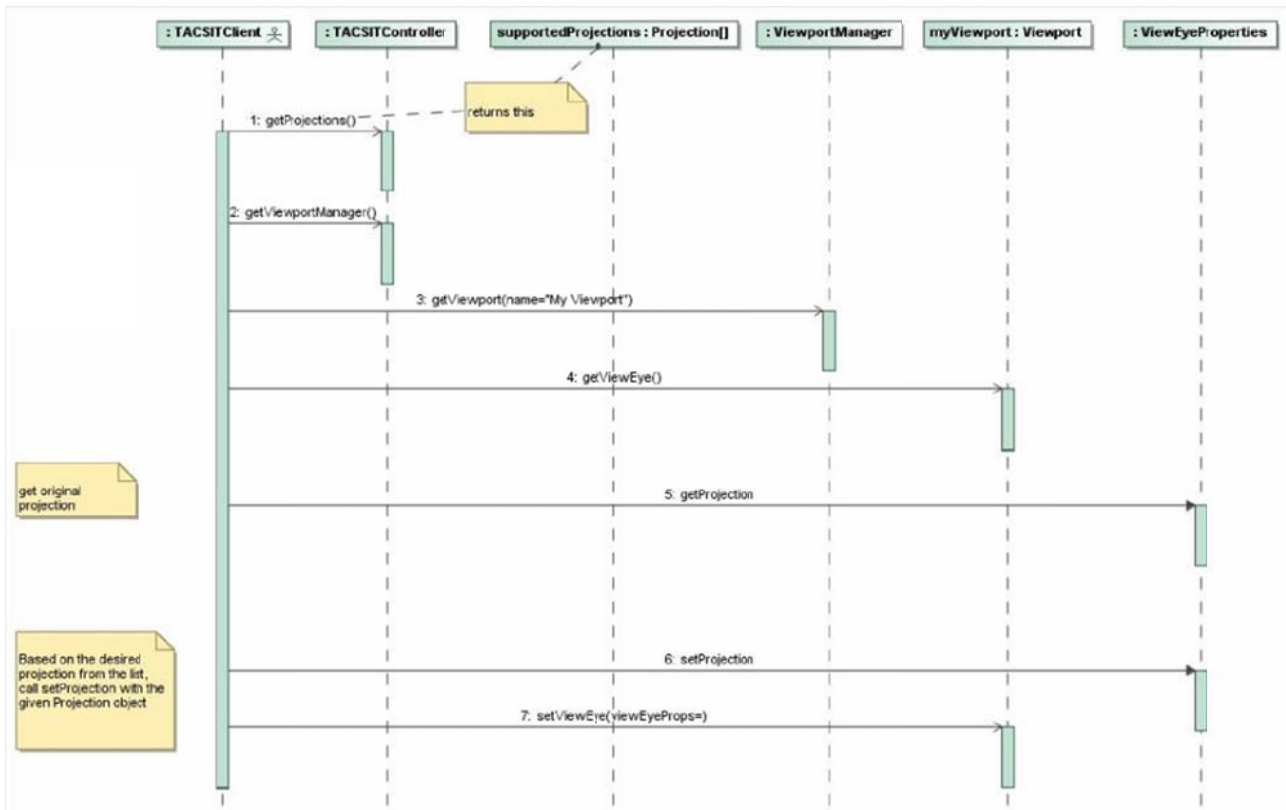 : TACSITClient
: TACSITController
supportedProjections : Projection[]
: ViewportManager
myViewport : Viewport
: ViewEyeProperties
returns this
1: getProjections()
2: getViewportManager()
3: getViewport(name="My Viewport")
4: getViewEye()
get original
projection
5: getProjection
Based on the desired
projection from the list,
call setProjection with the
given Projection object
6: setProjection
7: setViewEye(viewEyeProps=)